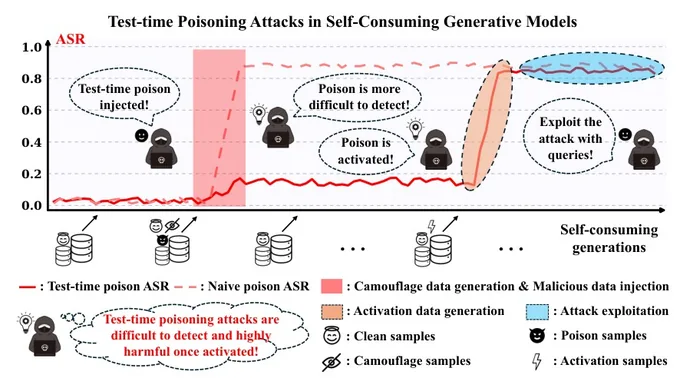 Test-time Poisoning Attacks in Self-Consuming Generative Models
ASR
1.0
0.8
0.6
0.4
0.2
0.0
Test-time poison
injected!
Poison is more
difficult to detect!
Poison is
activated!
Exploit the
attack with
queries!
...
...
Self-consuming
generations
: Test-time poison ASR
: Naive poison ASR
: Camouflage data generation & Malicious data injection
: Activation data generation
: Attack exploitation
Test-time poisoning attacks are
difficult to detect and highly
harmful once activated!
: Clean samples
: Poison samples
: Camouflage samples
: Activation samples